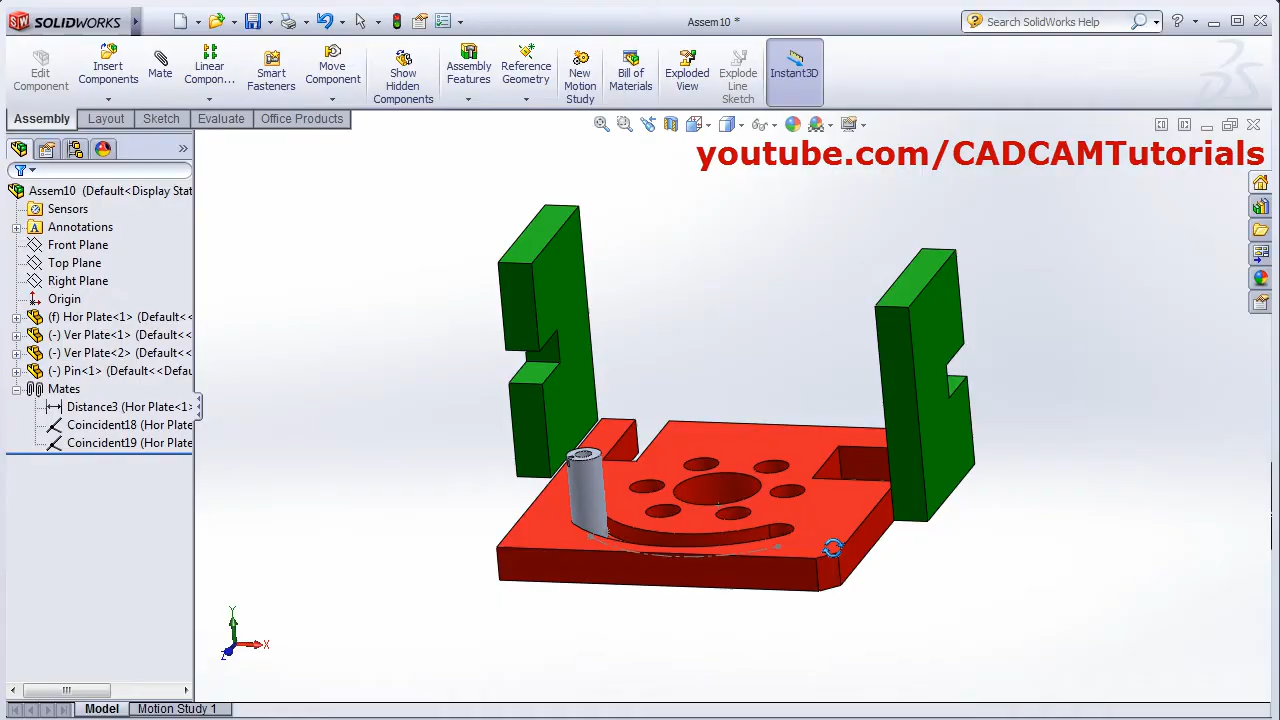 SOLIDWORKS
Assem10 *
Search SolidWorks Help
Edit Component
Insert Components
Mate
Linear Compon...
Smart Fasteners
Move Component
Show Hidden Components
Assembly Features
Reference Geometry
New Motion Study
Bill of Materials
Exploded View
Explode Line Sketch
Instant3D
Assembly
Layout
Sketch
Evaluate
Office Products
youtube.com/CADCAMTutorials
Assem10 (Default<Display Stat
Sensors
Annotations
Front Plane
Top Plane
Right Plane
Origin
(f) Hor Plate<1> (Default<<
(-) Ver Plate<1> (Default<<
(-) Ver Plate<2> (Default<<
(-) Pin<1> (Default<<Defau
Mates
Distance3 (Hor Plate<1>
Coincident18 (Hor Plate
Coincident19 (Hor Plate
Y
X
Z
Model
Motion Study 1